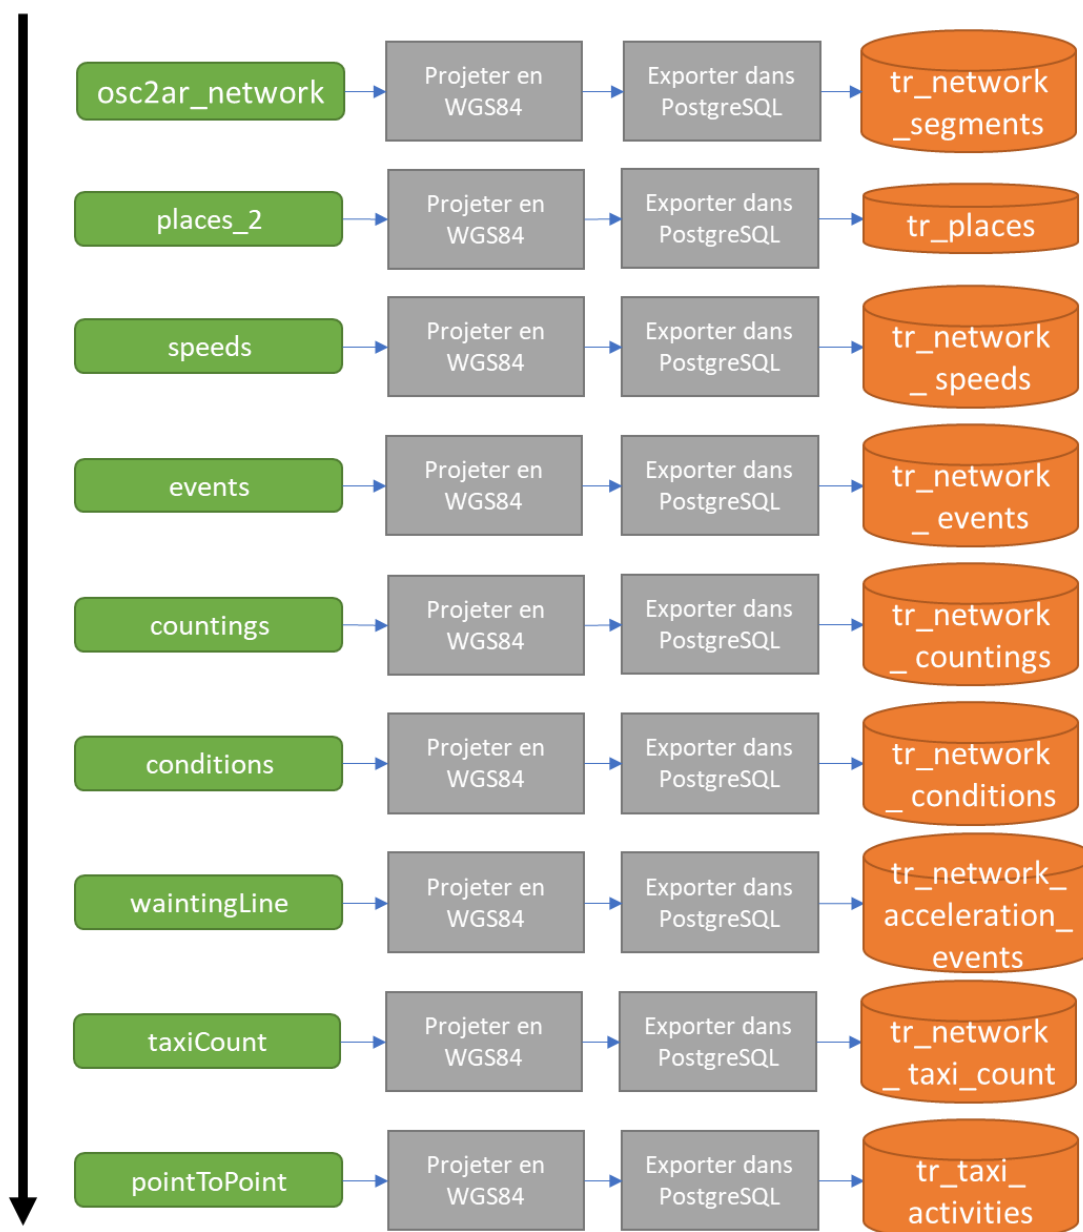 osc2ar_network
Projeter en
WGS84
Exporter dans
PostgreSQL
tr_network
_segments
places_2
Projeter en
WGS84
Exporter dans
PostgreSQL
tr_places
speeds
Projeter en
WGS84
Exporter dans
PostgreSQL
tr_network
_ speeds
events
Projeter en
WGS84
Exporter dans
PostgreSQL
tr_network
_ events
countings
Projeter en
WGS84
Exporter dans
PostgreSQL
tr_network
_ countings
conditions
Projeter en
WGS84
Exporter dans
PostgreSQL
tr_network
_ conditions
waintingLine
Projeter en
WGS84
Exporter dans
PostgreSQL
tr_network_
acceleration_
events
taxiCount
Projeter en
WGS84
Exporter dans
PostgreSQL
tr_network
_ taxi_count
pointToPoint
Projeter en
WGS84
Exporter dans
PostgreSQL
tr_taxi_
activities